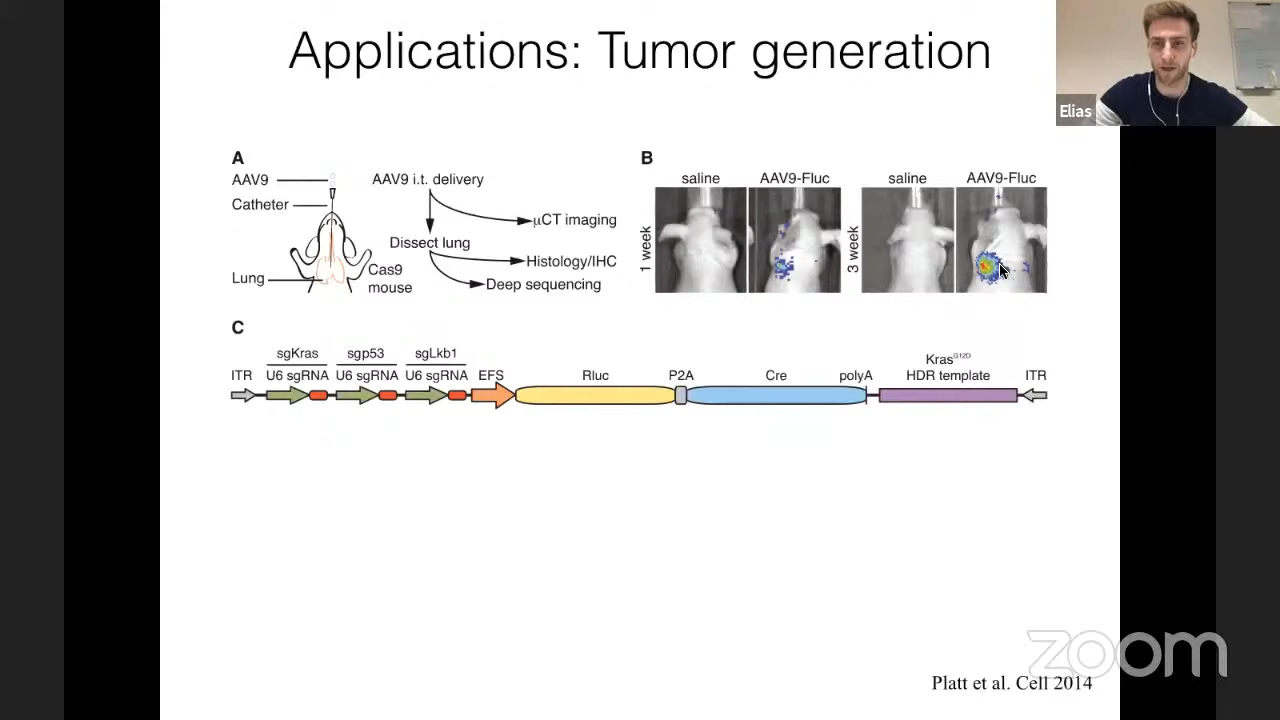 Applications: Tumor generation
Elias
A
AAV9
Catheter
Lung
Cas9
mouse
AAV9 i.t. delivery
µCT imaging
Dissect lung
Histology/IHC
Deep sequencing
B
saline
AAV9-Fluc
saline
AAV9-Fluc
1 week
3 week
C
sgKras
sgp53
sgLkb1
Kras^G12D
ITR
U6 sgRNA
U6 sgRNA
U6 sgRNA
EFS
Rluc
P2A
Cre
polyA
HDR template
ITR
zoom
Platt et al. Cell 2014